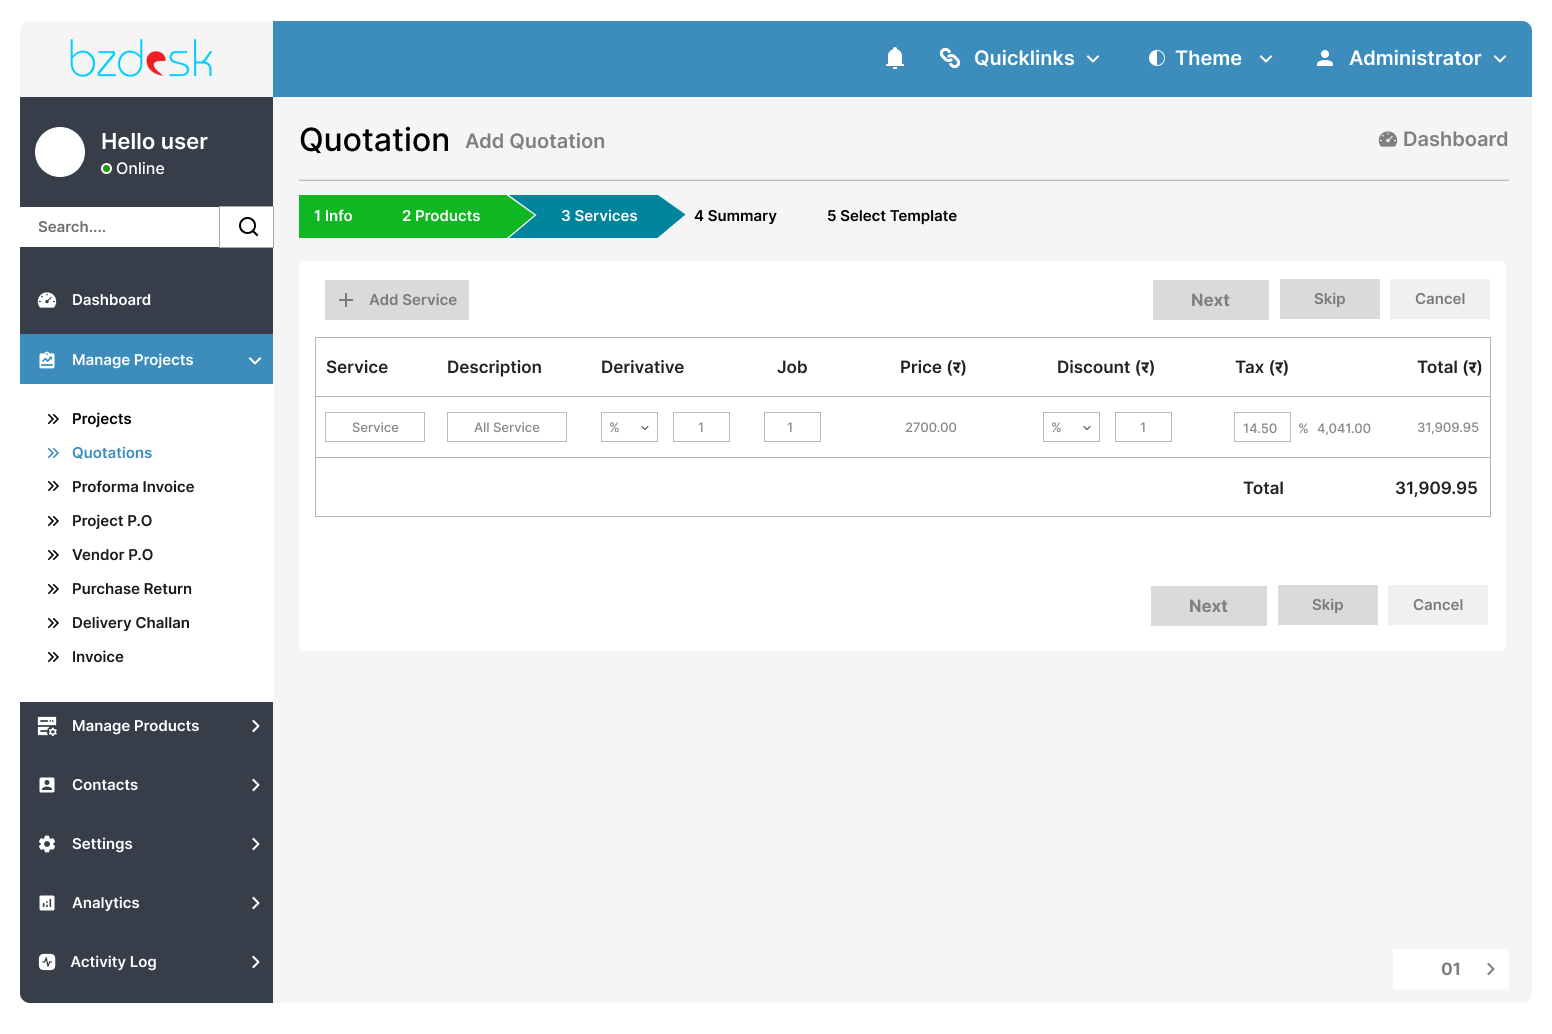 bzdesk
Quicklinks
Theme
Administrator
Hello user
Online
Search....
Dashboard
Manage Projects
Projects
Quotations
Proforma Invoice
Project P.O
Vendor P.O
Purchase Return
Delivery Challan
Invoice
Manage Products
Contacts
Settings
Analytics
Activity Log
Quotation Add Quotation
Dashboard
1 Info 2 Products 3 Services 4 Summary 5 Select Template
+ Add Service Next Skip Cancel
Service Description Derivative Job Price (₹) Discount (₹) Tax (₹) Total (₹)
Service All Service % 1 1 2700.00 % 1 14.50 % 4,041.00 31,909.95
Total 31,909.95
Next Skip Cancel
01